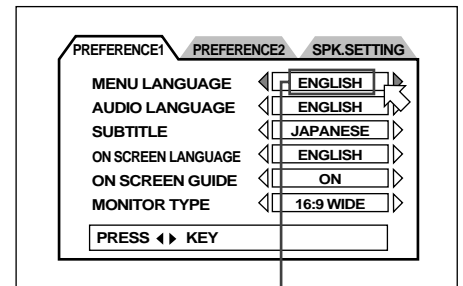 PREFERENCE1 PREFERENCE2 SPK.SETTING
MENU LANGUAGE ENGLISH
AUDIO LANGUAGE ENGLISH
SUBTITLE JAPANESE
ON SCREEN LANGUAGE ENGLISH
ON SCREEN GUIDE ON
MONITOR TYPE 16:9 WIDE
PRESS KEY